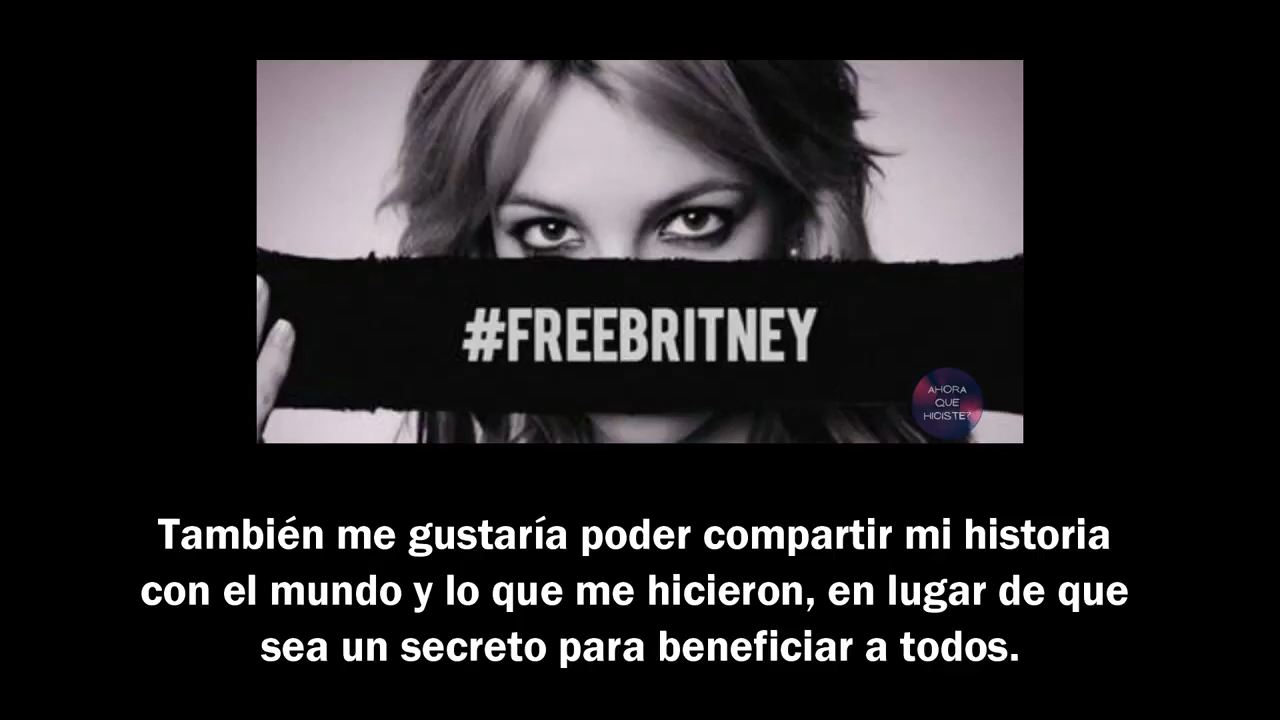 #FREEBRITNEY
AHORA
QUE
HICISTE?
También me gustaría poder compartir mi historia
con el mundo y lo que me hicieron, en lugar de que
sea un secreto para beneficiar a todos.